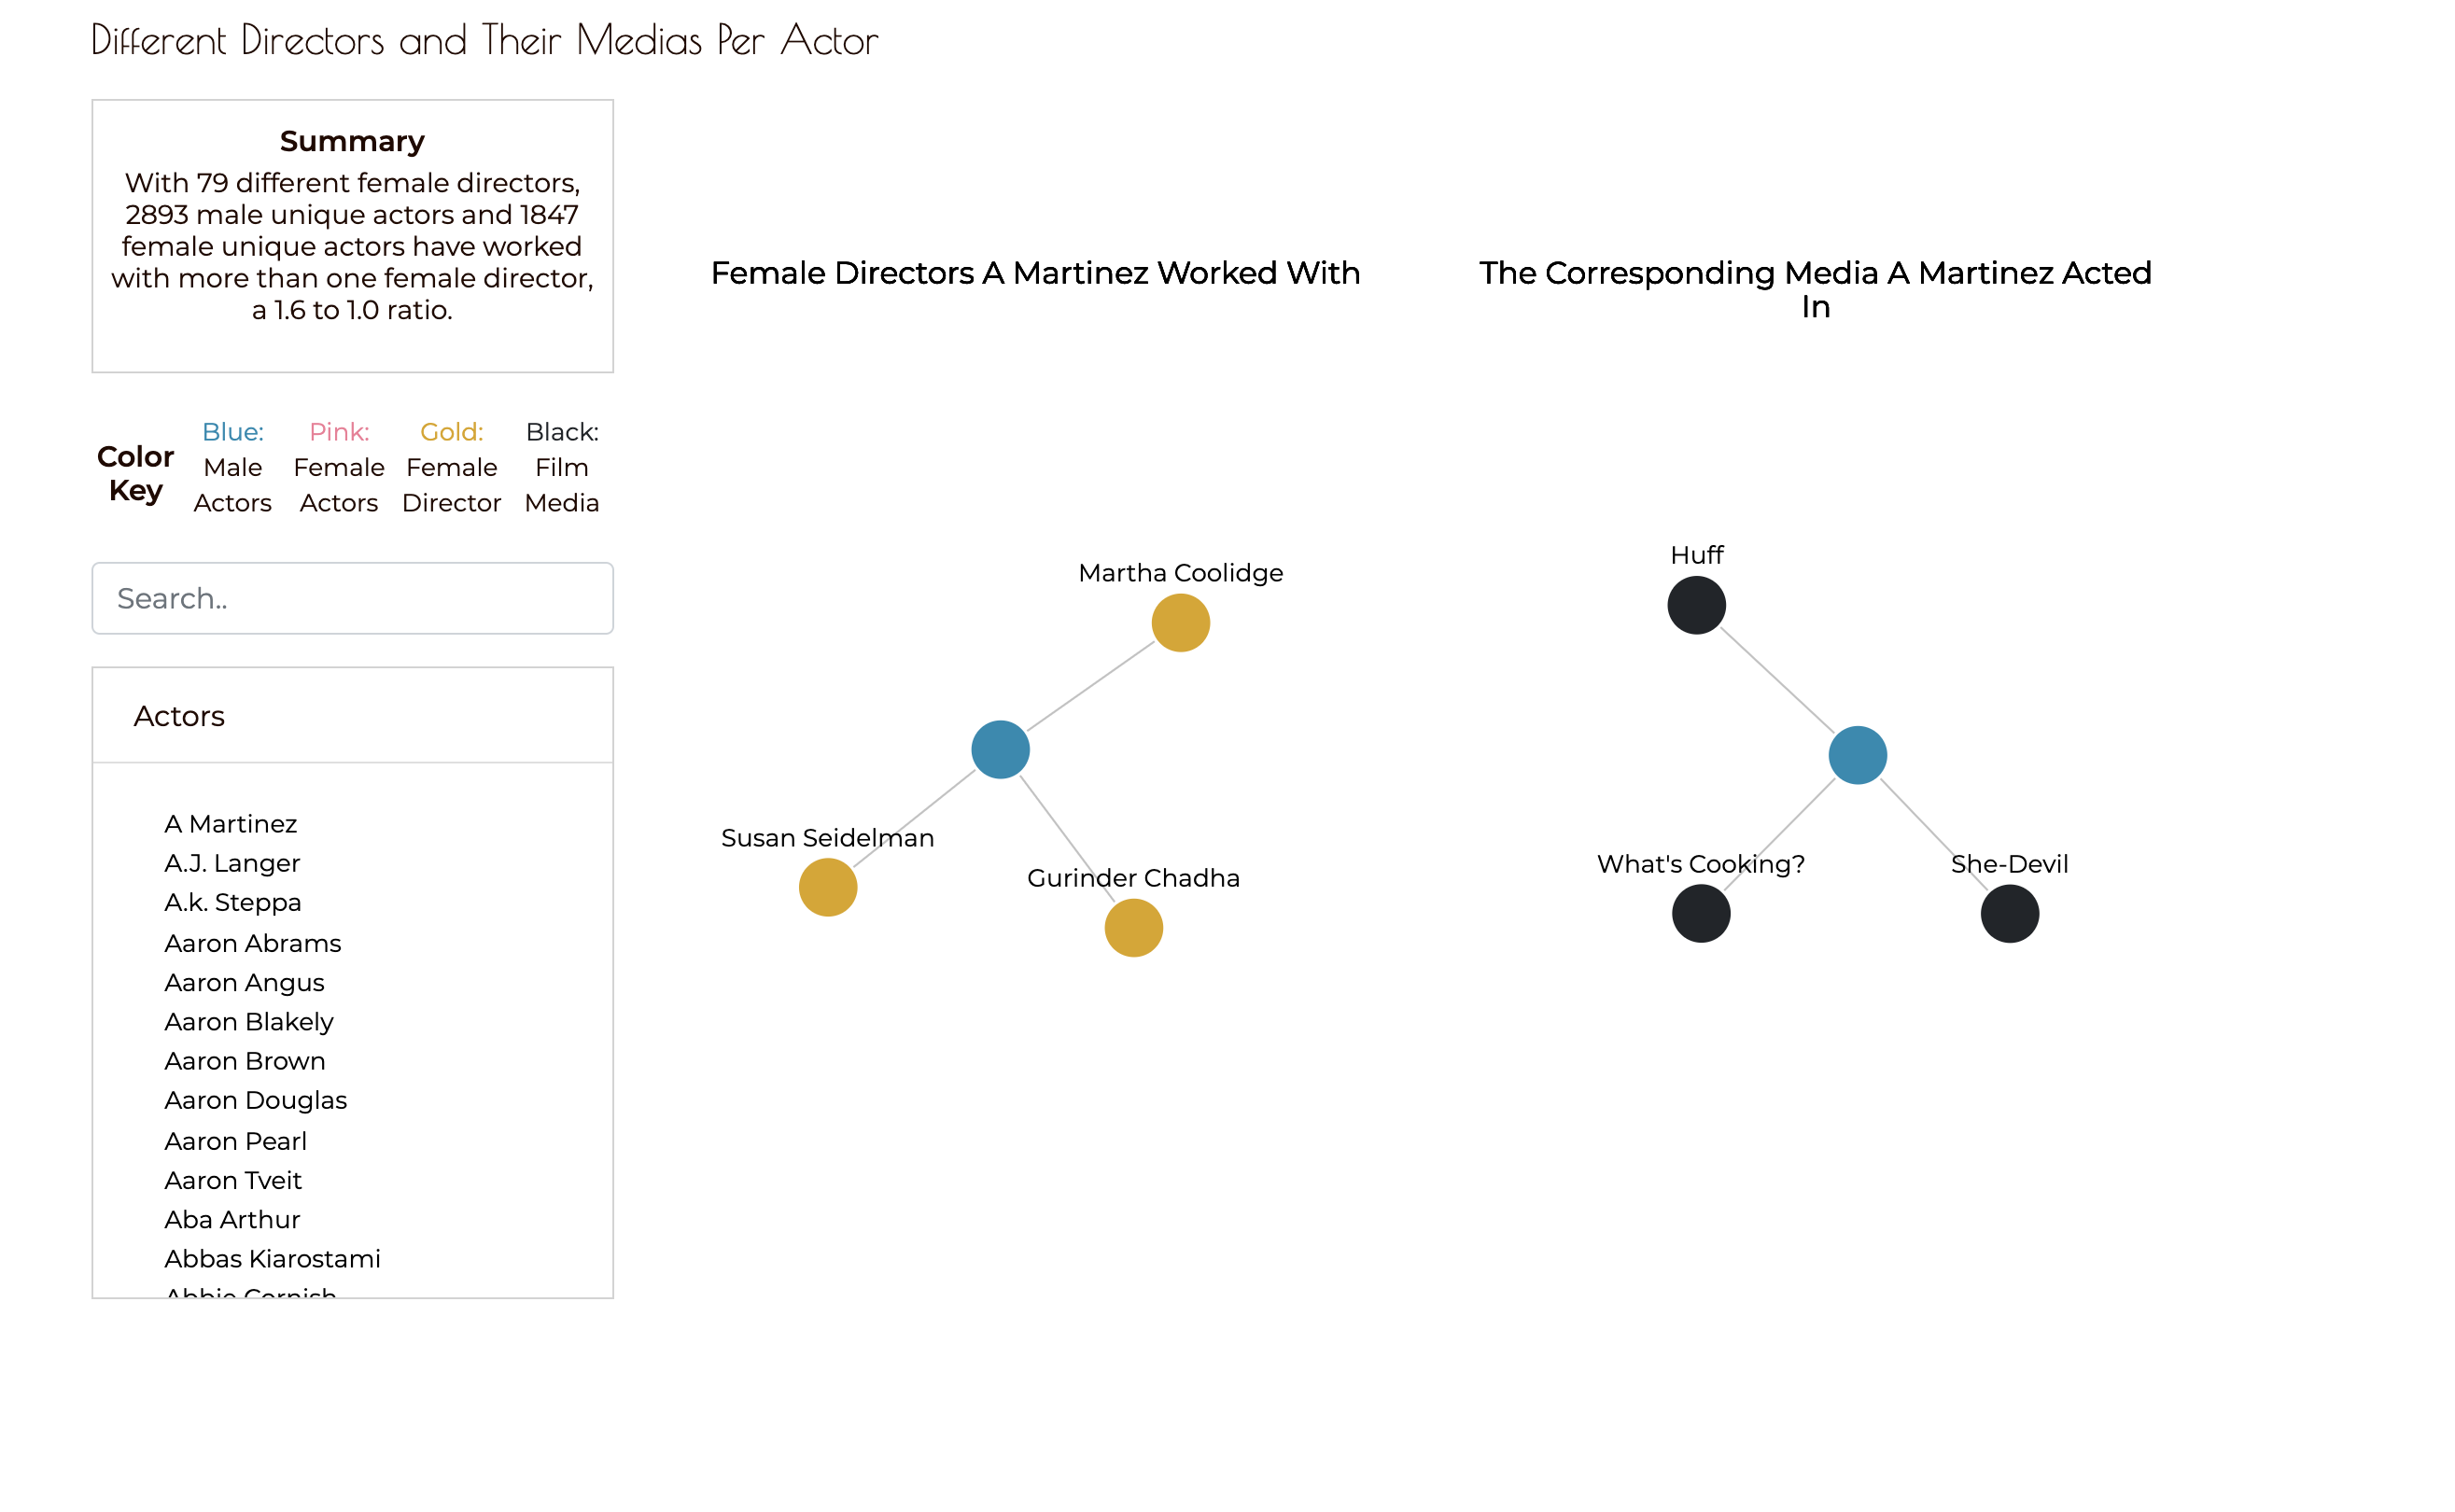 Different Directors and Their Medias Per Actor
Summary
With 79 different female directors,
2893 male unique actors and 1847
female unique actors have worked
with more than one female director,
a 1.6 to 1.0 ratio.
Color
Key
Blue:
Male
Actors
Pink:
Female
Actors
Gold:
Female
Director
Black:
Film
Media
Search..
Actors
A Martinez
A.J. Langer
A.k. Steppa
Aaron Abrams
Aaron Angus
Aaron Blakely
Aaron Brown
Aaron Douglas
Aaron Pearl
Aaron Tveit
Aba Arthur
Abbas Kiarostami
Abbie Cornish
Female Directors A Martinez Worked With
Martha Coolidge
Susan Seidelman
Gurinder Chadha
The Corresponding Media A Martinez Acted
In
Huff
What's Cooking?
She-Devil